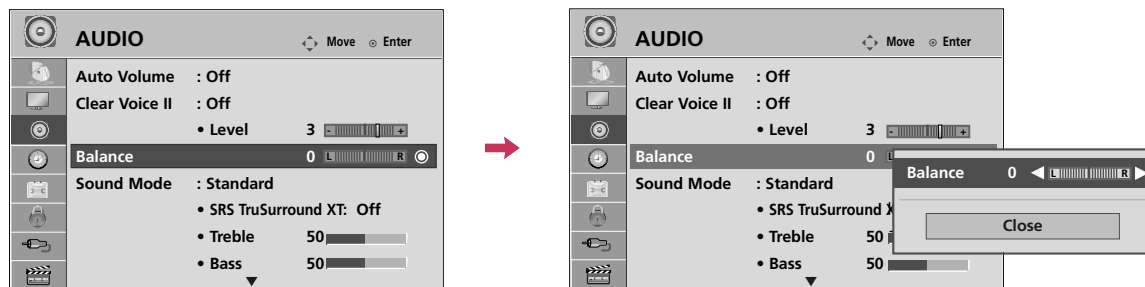 AUDIO Move Enter
Auto Volume : Off
Clear Voice II : Off
• Level 3 - +
Balance 0 L R
Sound Mode : Standard
• SRS TruSurround XT: Off
• Treble 50
• Bass 50
AUDIO Move Enter
Auto Volume : Off
Clear Voice II : Off
• Level 3 - +
Balance 0 L
Sound Mode : Standard
• SRS TruSurround X
• Treble 50
• Bass 50
Balance 0 L R
Close